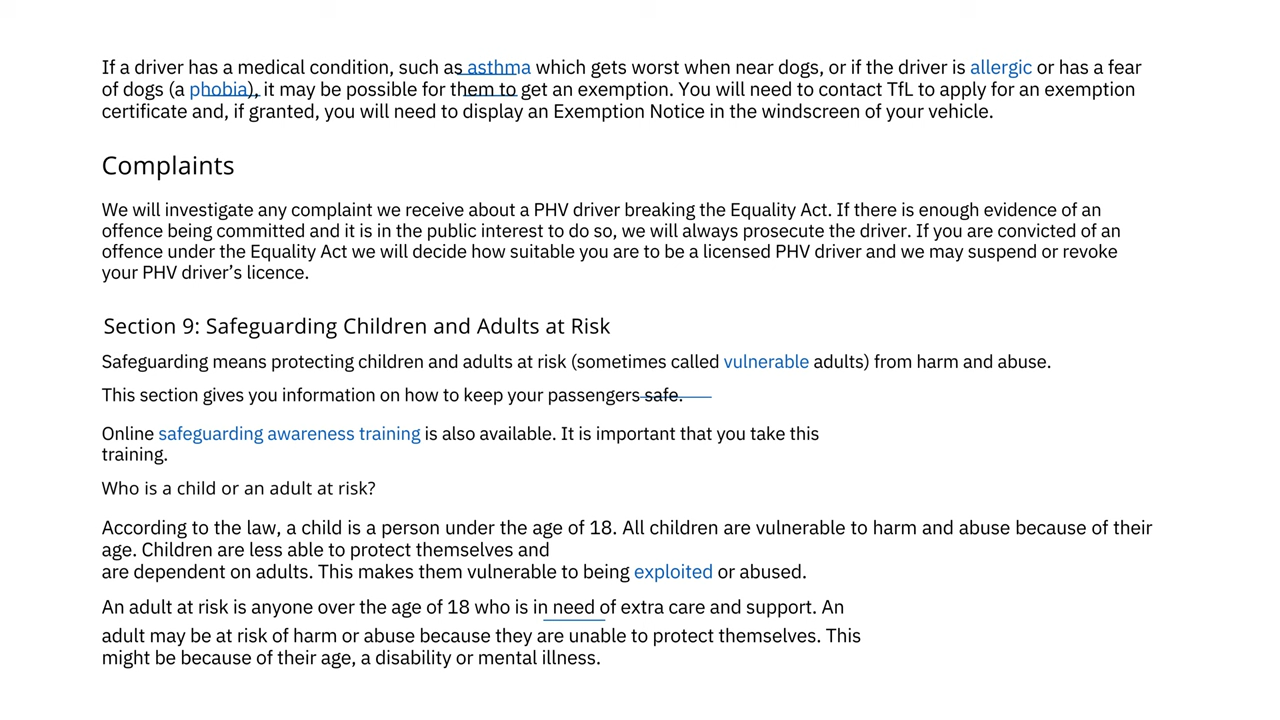 If a driver has a medical condition, such as asthma which gets worst when near dogs, or if the driver is allergic or has a fear
of dogs (a phobia), it may be possible for them to get an exemption. You will need to contact TfL to apply for an exemption
certificate and, if granted, you will need to display an Exemption Notice in the windscreen of your vehicle.
Complaints
We will investigate any complaint we receive about a PHV driver breaking the Equality Act. If there is enough evidence of an
offence being committed and it is in the public interest to do so, we will always prosecute the driver. If you are convicted of an
offence under the Equality Act we will decide how suitable you are to be a licensed PHV driver and we may suspend or revoke
your PHV driver’s licence.
Section 9: Safeguarding Children and Adults at Risk
Safeguarding means protecting children and adults at risk (sometimes called vulnerable adults) from harm and abuse.
This section gives you information on how to keep your passengers safe.
Online safeguarding awareness training is also available. It is important that you take this
training.
Who is a child or an adult at risk?
According to the law, a child is a person under the age of 18. All children are vulnerable to harm and abuse because of their
age. Children are less able to protect themselves and
are dependent on adults. This makes them vulnerable to being exploited or abused.
An adult at risk is anyone over the age of 18 who is in need of extra care and support. An
adult may be at risk of harm or abuse because they are unable to protect themselves. This
might be because of their age, a disability or mental illness.